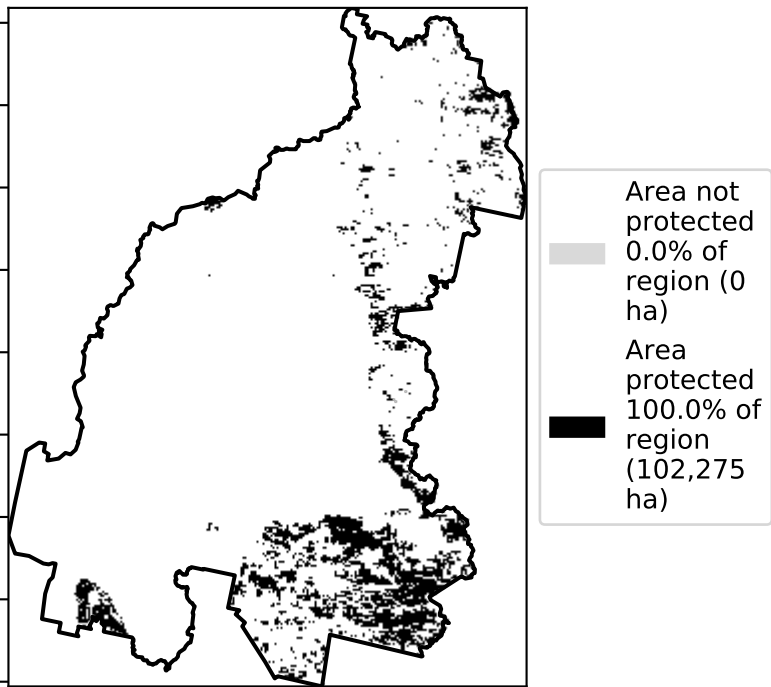 Area not
protected
0.0% of
region (0
ha)
Area
protected
100.0% of
region
(102,275
ha)